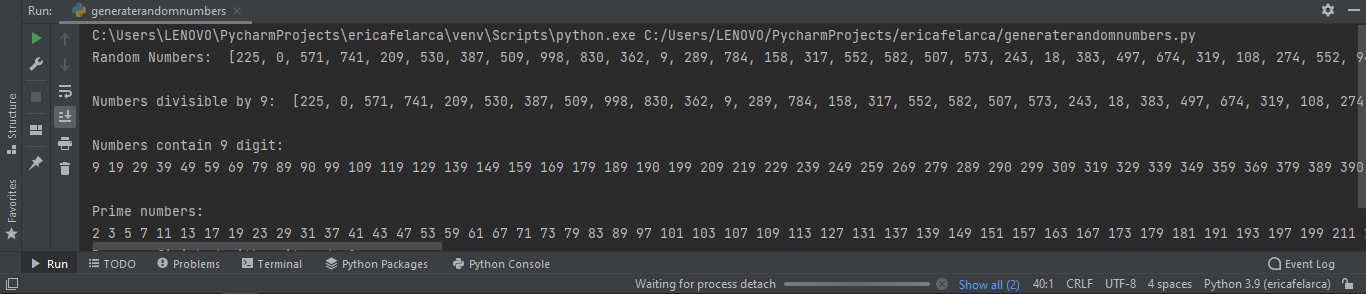 Run: generaterandomnumbers
C:\Users\LENOVO\PycharmProjects\ericafelarca\venv\Scripts\python.exe C:/Users/LENOVO/PycharmProjects/ericafelarca/generaterandomnumbers.py
Random Numbers:  [225, 0, 571, 741, 209, 530, 387, 509, 998, 830, 362, 9, 289, 784, 158, 317, 552, 582, 507, 573, 243, 18, 383, 497, 674, 319, 108, 274, 552,
Numbers divisible by 9:  [225, 0, 571, 741, 209, 530, 387, 509, 998, 830, 362, 9, 289, 784, 158, 317, 552, 582, 507, 573, 243, 18, 383, 497, 674, 319, 108, 274
Numbers contain 9 digit:
9 19 29 39 49 59 69 79 89 90 99 109 119 129 139 149 159 169 179 189 190 199 209 219 229 239 249 259 269 279 289 290 299 309 319 329 339 349 359 369 379 389 390
Prime numbers:
2 3 5 7 11 13 17 19 23 29 31 37 41 43 47 53 59 61 67 71 73 79 83 89 97 101 103 107 109 113 127 131 137 139 149 151 157 163 167 173 179 181 191 193 197 199 211
Structure
Favorites
Run TODO Problems Terminal Python Packages Python Console Event Log
Waiting for process detach Show all (2) 40:1 CRLF UTF-8 4 spaces Python 3.9 (ericafelarca)